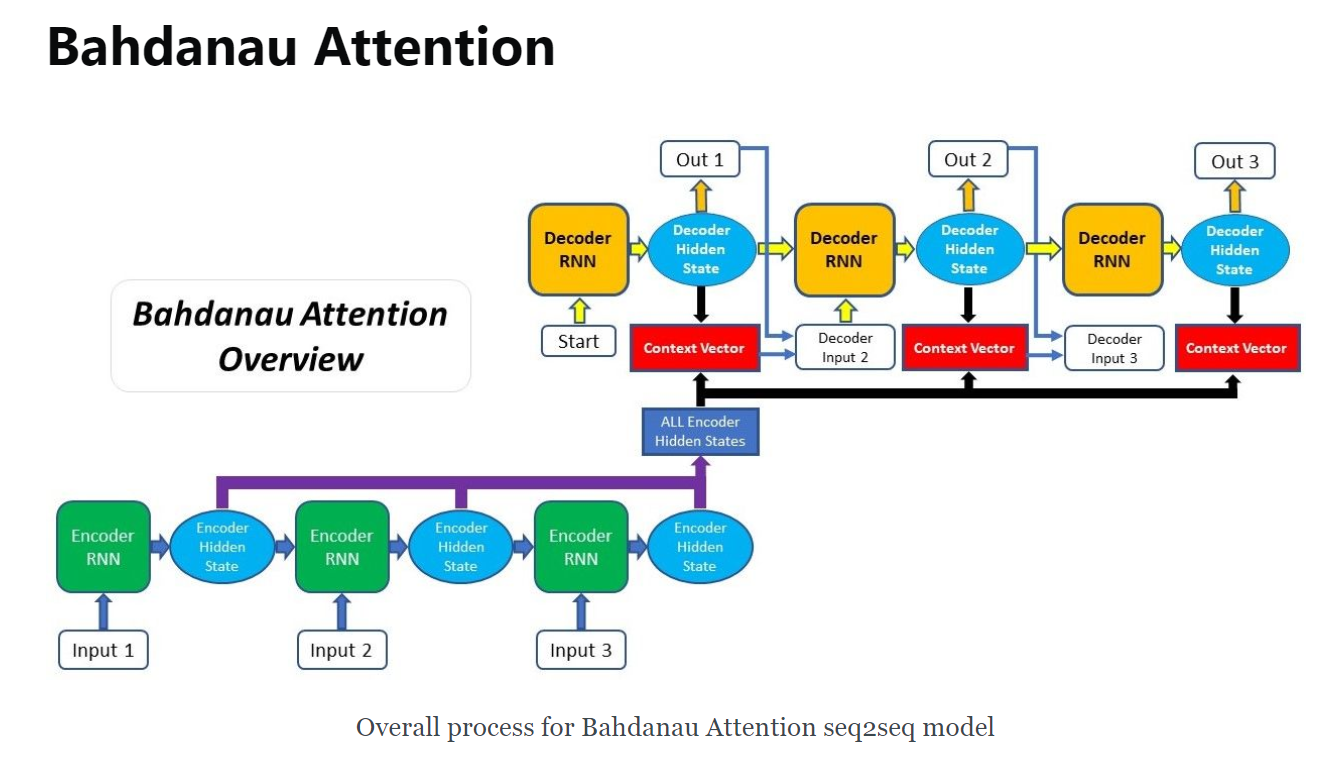 Bahdanau Attention
Out 1
Out 2
Out 3
Decoder
RNN
Decoder
Hidden
State
Decoder
RNN
Decoder
Hidden
State
Decoder
RNN
Decoder
Hidden
State
Start
Context Vector
Decoder
Input 2
Context Vector
Decoder
Input 3
Context Vector
Bahdanau Attention
Overview
ALL Encoder
Hidden States
Encoder
RNN
Encoder
Hidden
State
Encoder
RNN
Encoder
Hidden
State
Encoder
RNN
Encoder
Hidden
State
Input 1
Input 2
Input 3
Overall process for Bahdanau Attention seq2seq model